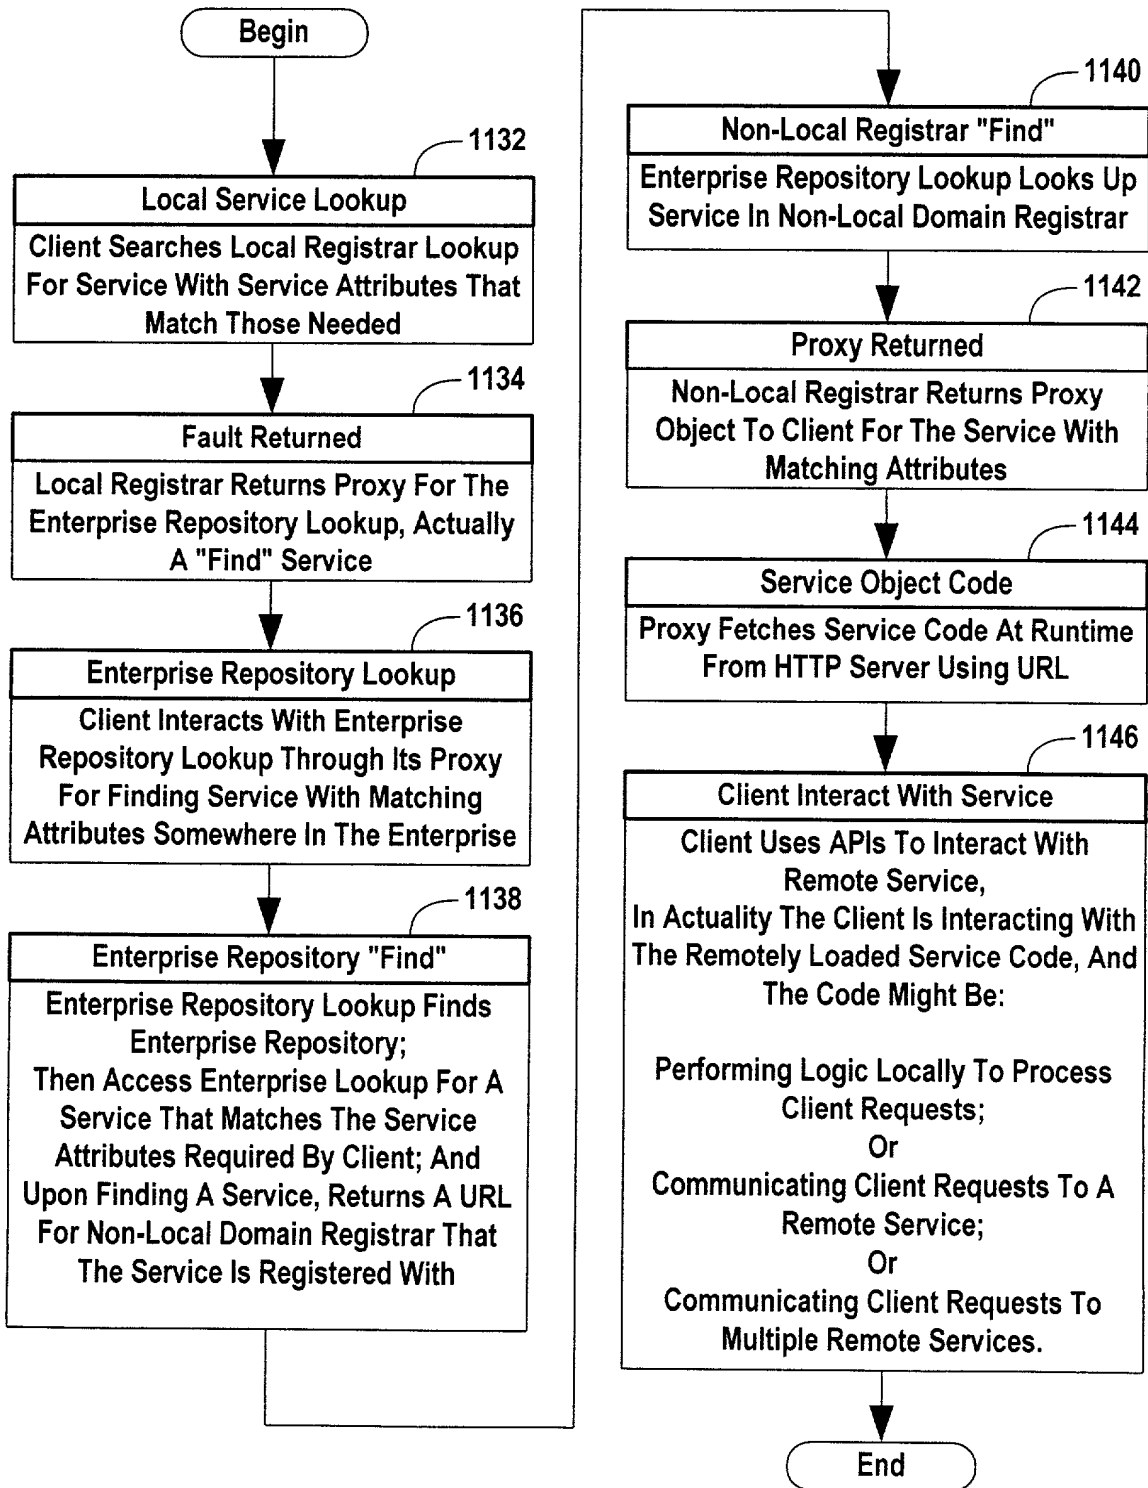 Begin
1132
Local Service Lookup
Client Searches Local Registrar Lookup
For Service With Service Attributes That
Match Those Needed
1134
Fault Returned
Local Registrar Returns Proxy For The
Enterprise Repository Lookup, Actually
A "Find" Service
1136
Enterprise Repository Lookup
Client Interacts With Enterprise
Repository Lookup Through Its Proxy
For Finding Service With Matching
Attributes Somewhere In The Enterprise
1138
Enterprise Repository "Find"
Enterprise Repository Lookup Finds
Enterprise Repository;
Then Access Enterprise Lookup For A
Service That Matches The Service
Attributes Required By Client; And
Upon Finding A Service, Returns A URL
For Non-Local Domain Registrar That
The Service Is Registered With
1140
Non-Local Registrar "Find"
Enterprise Repository Lookup Looks Up
Service In Non-Local Domain Registrar
1142
Proxy Returned
Non-Local Registrar Returns Proxy
Object To Client For The Service With
Matching Attributes
1144
Service Object Code
Proxy Fetches Service Code At Runtime
From HTTP Server Using URL
1146
Client Interact With Service
Client Uses APIs To Interact With
Remote Service,
In Actuality The Client Is Interacting With
The Remotely Loaded Service Code, And
The Code Might Be:
Performing Logic Locally To Process
Client Requests;
Or
Communicating Client Requests To A
Remote Service;
Or
Communicating Client Requests To
Multiple Remote Services.
End